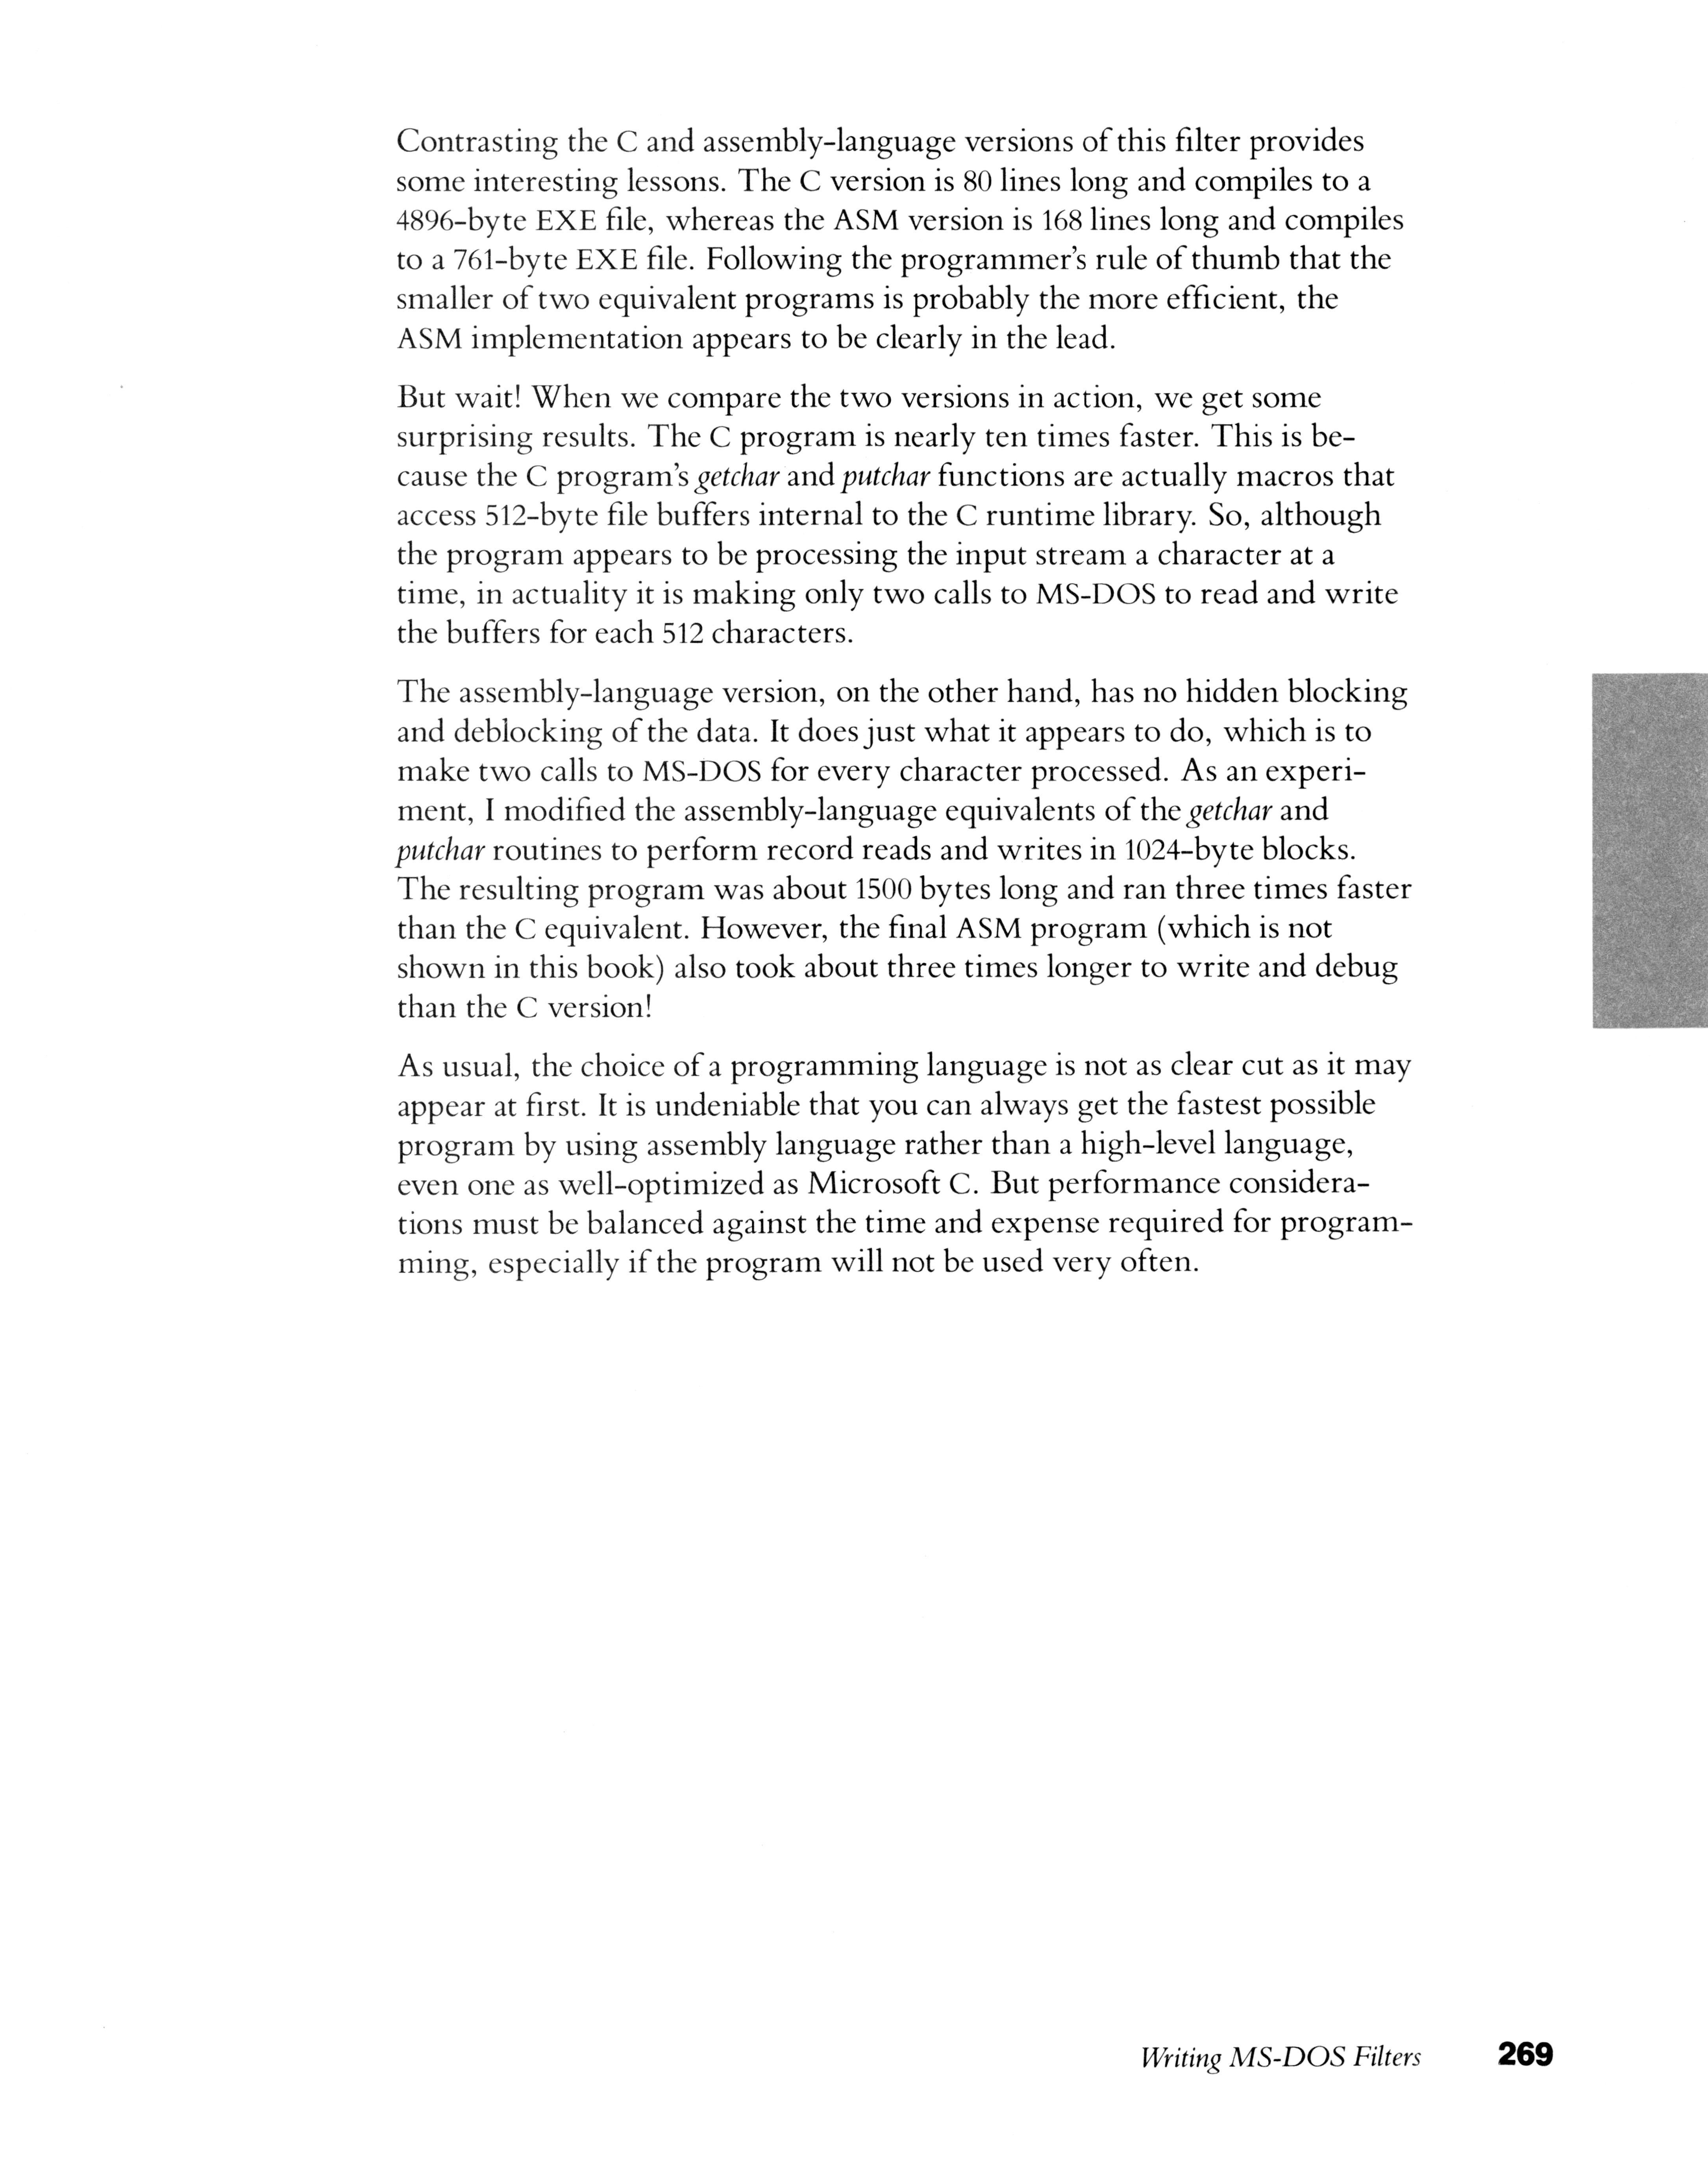 Contrasting the C and assembly-language versions of this filter provides
some interesting lessons. The C version is 80 lines long and compiles to a
4896-byte EXE file, whereas the ASM version is 168 lines long and compiles
to a 761-byte EXE file. Following the programmer's rule of thumb that the
smaller of two equivalent programs is probably the more efficient, the
ASM implementation appears to be clearly in the lead.
But wait! When we compare the two versions in action, we get some
surprising results. The C program is nearly ten times faster. This is be-
cause the C program's getchar and putchar functions are actually macros that
access 512-byte file buffers internal to the C runtime library. So, although
the program appears to be processing the input stream a character at a
time, in actuality it is making only two calls to MS-DOS to read and write
the buffers for each 512 characters.
The assembly-language version, on the other hand, has no hidden blocking
and deblocking of the data. It does just what it appears to do, which is to
make two calls to MS-DOS for every character processed. As an experi-
ment, I modified the assembly-language equivalents of the getchar and
putchar routines to perform record reads and writes in 1024-byte blocks.
The resulting program was about 1500 bytes long and ran three times faster
than the C equivalent. However, the final ASM program (which is not
shown in this book) also took about three times longer to write and debug
than the C version!
As usual, the choice of a programming language is not as clear cut as it may
appear at first. It is undeniable that you can always get the fastest possible
program by using assembly language rather than a high-level language,
even one as well-optimized as Microsoft C. But performance considera-
tions must be balanced against the time and expense required for program-
ming, especially if the program will not be used very often.
Writing MS-DOS Filters 269